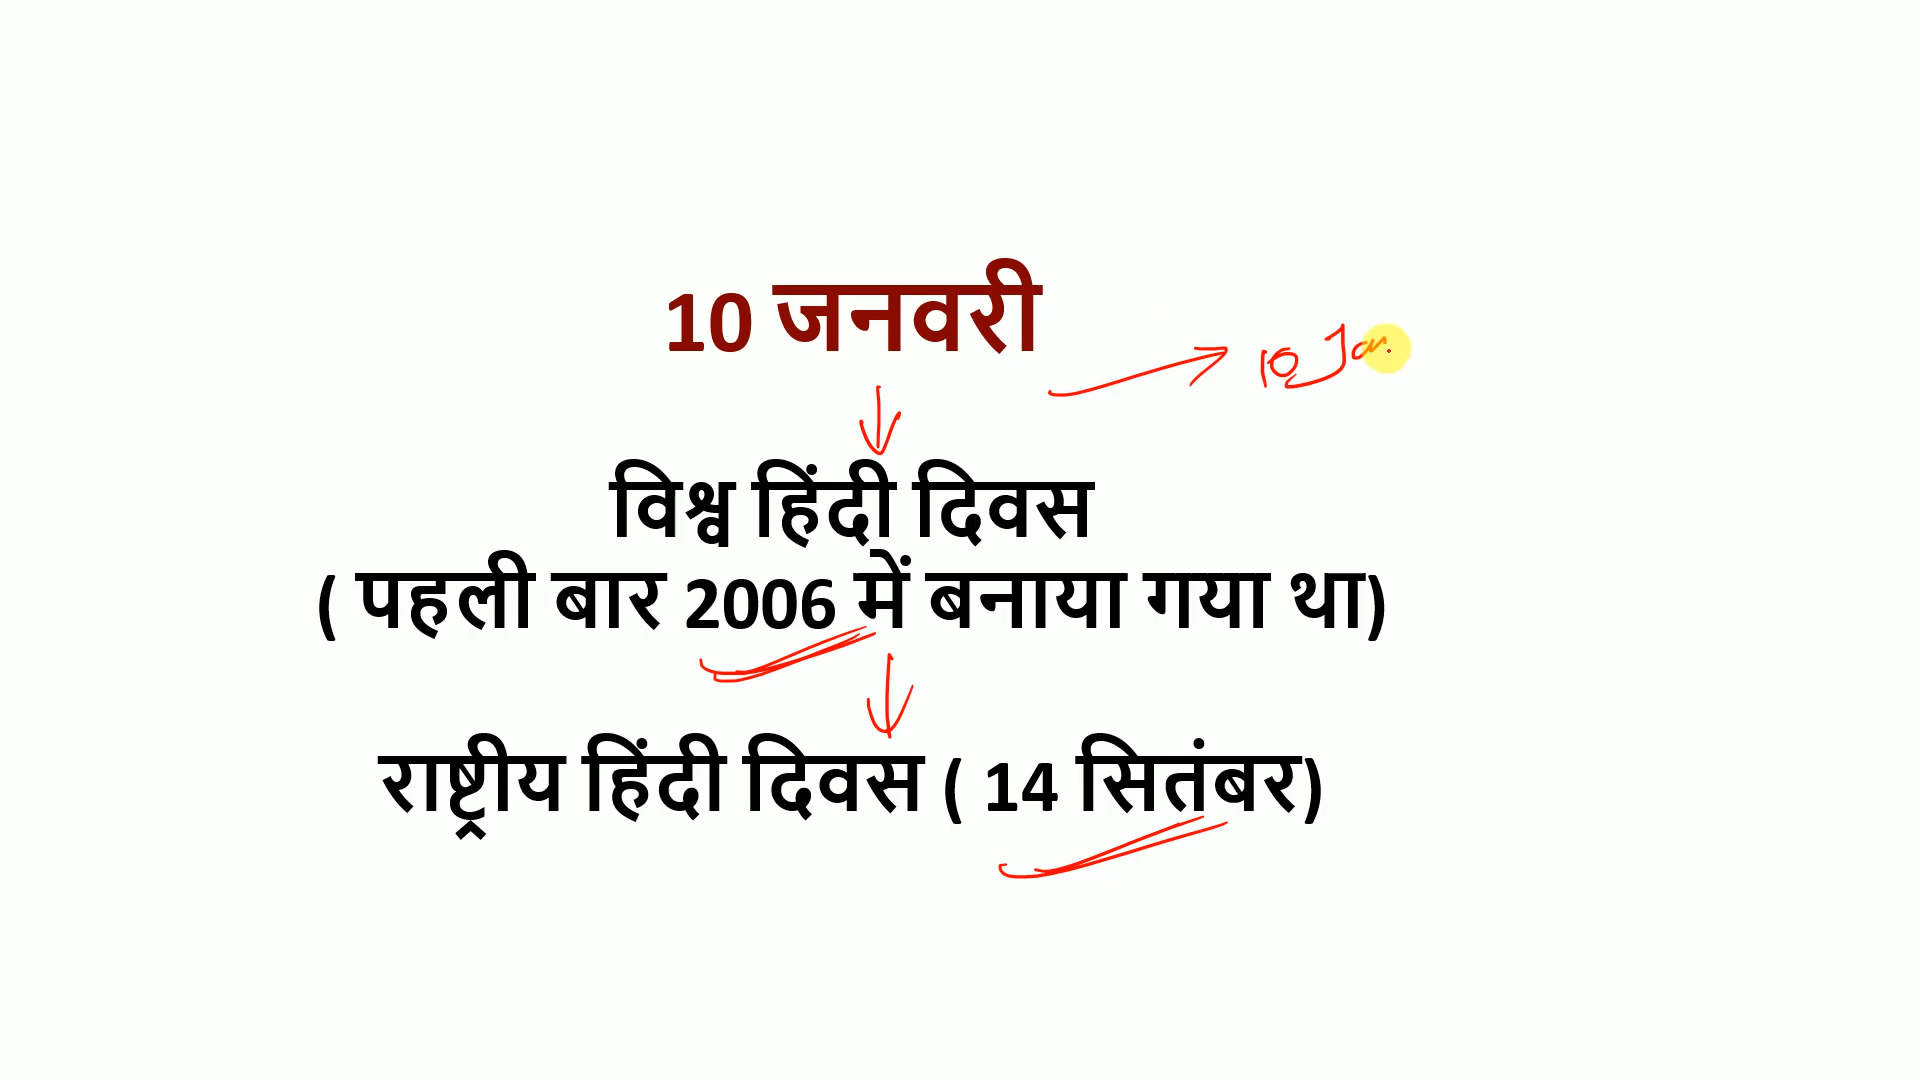 10 जनवरी
10 Jan.
विश्व हिंदी दिवस
( पहली बार 2006 में बनाया गया था)
राष्ट्रीय हिंदी दिवस ( 14 सितंबर)